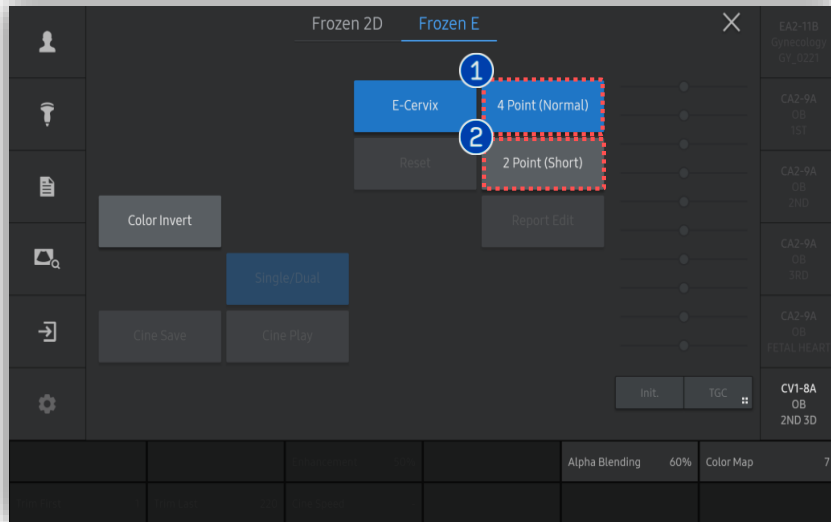 Frozen 2D
Frozen E
1
E-Cervix
4 Point (Normal)
2
Reset
2 Point (Short)
Color Invert
Report Edit
Single/Dual
Cine Save
Cine Play
Init.
TGC
EA2-11B
Gynecology
GY_0221
CA2-9A
OB
1ST
CA2-9A
OB
2ND
CA2-9A
OB
3RD
CA2-9A
OB
FETAL HEART
CV1-8A
OB
2ND 3D
Alpha Blending 60%
Color Map 7